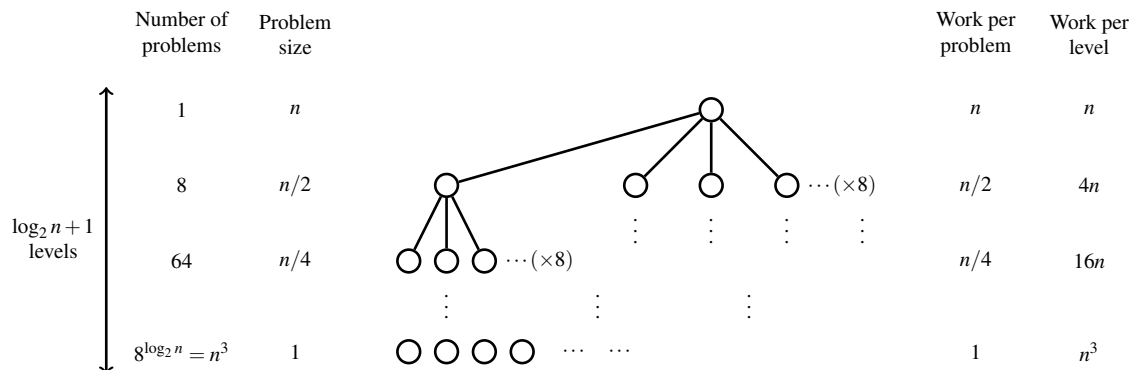 Number of problems Problem size Work per problem Work per level
1 n n n
8 n/2 ⋯(×8) n/2 4n
log₂ n + 1 levels
64 n/4 ⋯(×8) n/4 16n
8^{log₂ n} = n³ 1 ⋯ ⋯ 1 n³